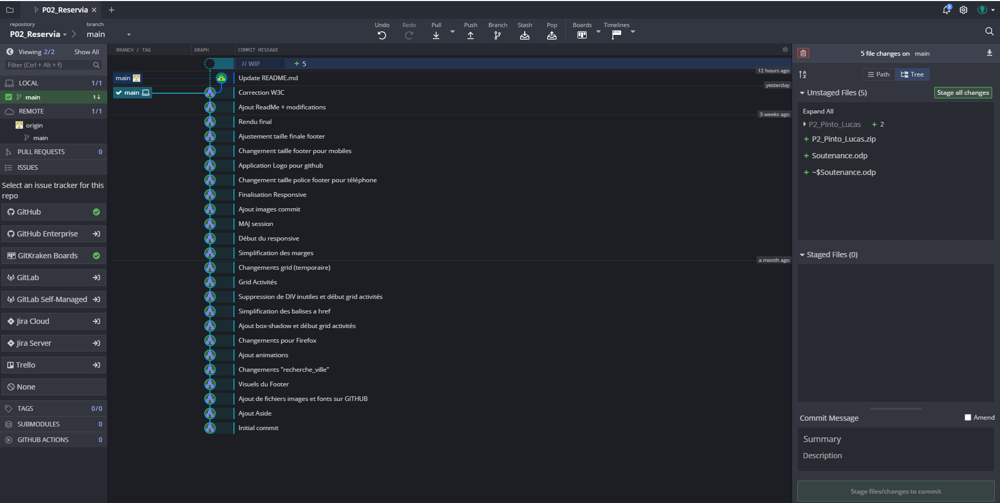 P02_Reservia
2
repository
branch
P02_Reservia
main
Undo
Redo
Pull
Push
Branch
Stash
Pop
Boards
Timelines
Viewing 2/2
Show All
Filter (Ctrl + Alt + f)
LOCAL 1/1
main 1
REMOTE 1/1
origin
main
PULL REQUESTS 0
ISSUES
Select an issue tracker for this
repo
GitHub
GitHub Enterprise
GitKraken Boards
GitLab
GitLab Self-Managed
Jira Cloud
Jira Server
Trello
None
TAGS 0/0
SUBMODULES 0
GITHUB ACTIONS 0
BRANCH / TAG
GRAPH
COMMIT MESSAGE
// WIP + 5
12 hours ago
main
Update README.md
yesterday
main
Correction W3C
Ajout ReadMe + modifications
3 weeks ago
Rendu final
Ajustement taille finale footer
Changement taille footer pour mobiles
Application Logo pour github
Changement taille police footer pour téléphone
Finalisation Responsive
Ajout images commit
MAJ session
Début du responsive
Simplification des marges
a month ago
Changements grid (temporaire)
Grid Activités
Suppression de DIV inutiles et début grid activités
Simplification des balises a href
Ajout box-shadow et début grid activités
Changements pour Firefox
Ajout animations
Changements "recherche_ville"
Visuels du Footer
Ajout de fichiers images et fonts sur GITHUB
Ajout Aside
Initial commit
5 file changes on main
Path
Tree
Unstaged Files (5)
Stage all changes
Expand All
P2_Pinto_Lucas + 2
+ P2_Pinto_Lucas.zip
+ Soutenance.odp
+ ~$Soutenance.odp
Staged Files (0)
Commit Message
Amend
Summary
Description
Stage files/changes to commit